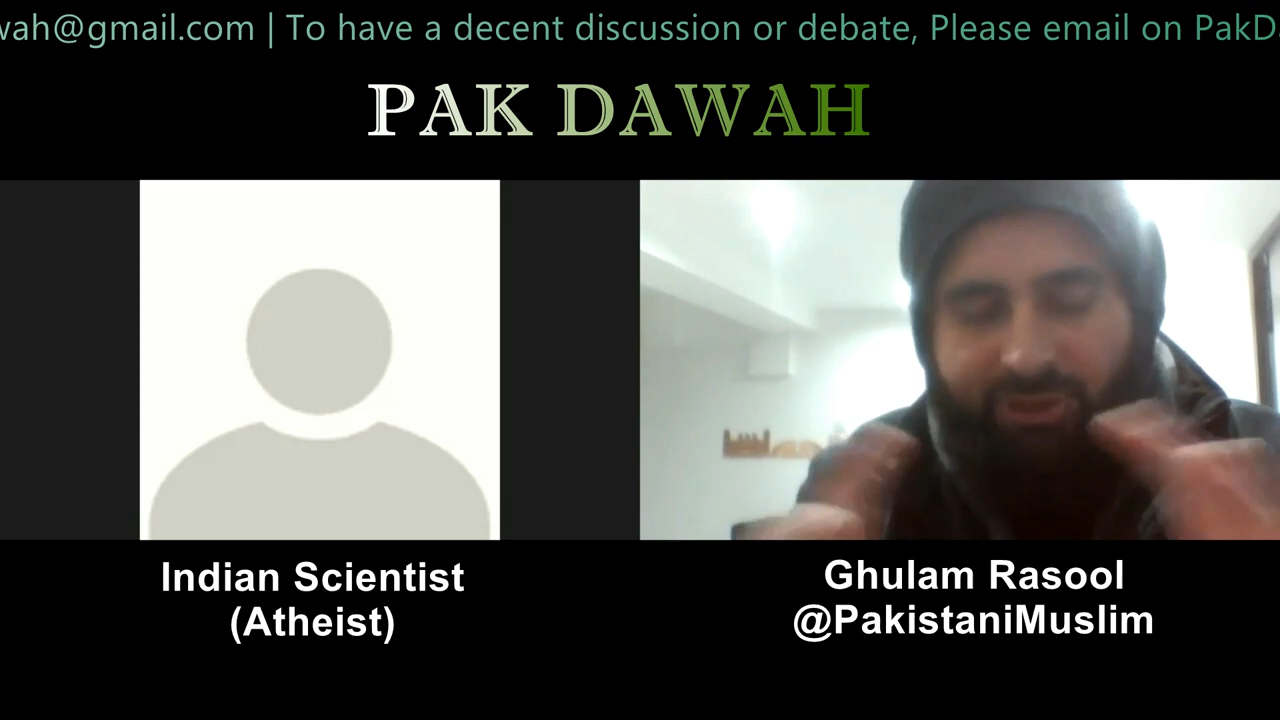 wah@gmail.com | To have a decent discussion or debate, Please email on PakDa
PAK DAWAH
Indian Scientist
(Atheist)
Ghulam Rasool
@PakistaniMuslim